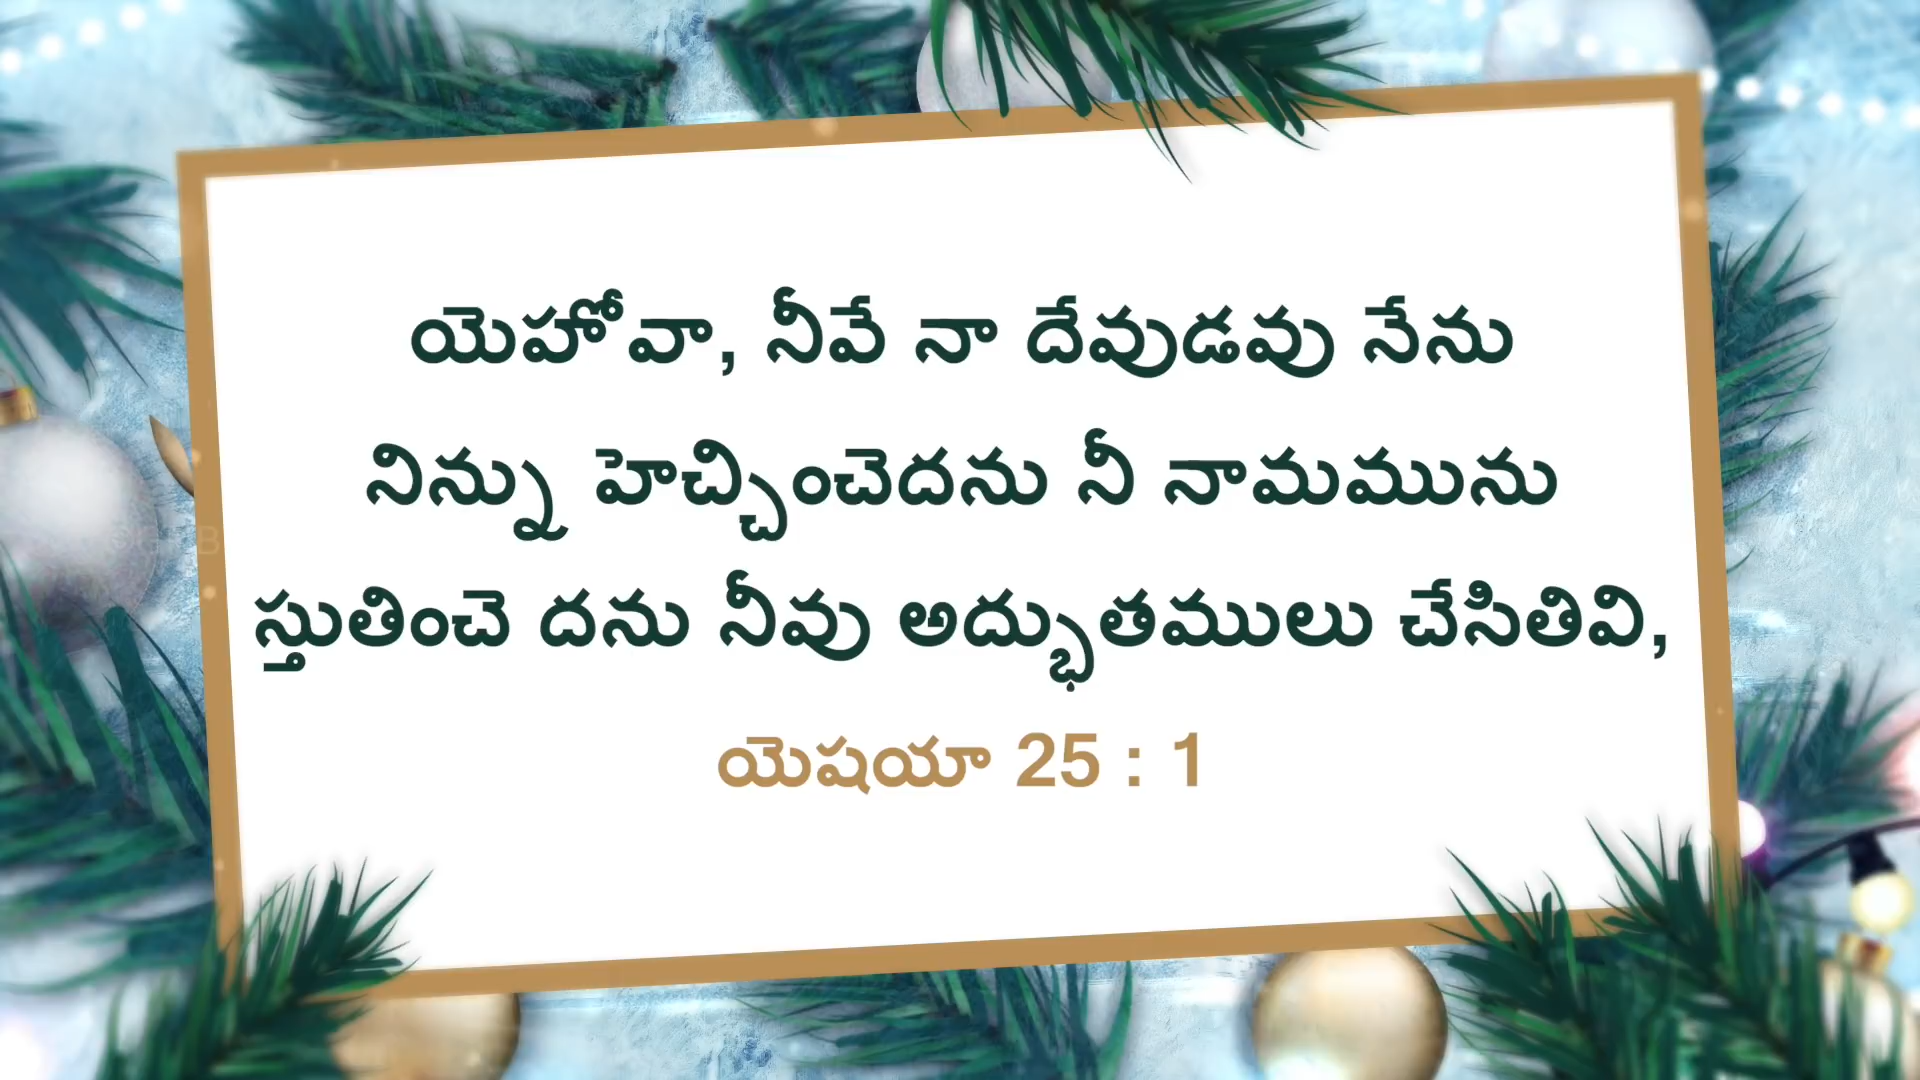 యెహోవా, నీవే నా దేవుడవు నేను
నిన్ను హెచ్చించెదను నీ నామమును
స్తుతించె దను నీవు అద్భుతములు చేసితివి,
యెషయా 25 : 1